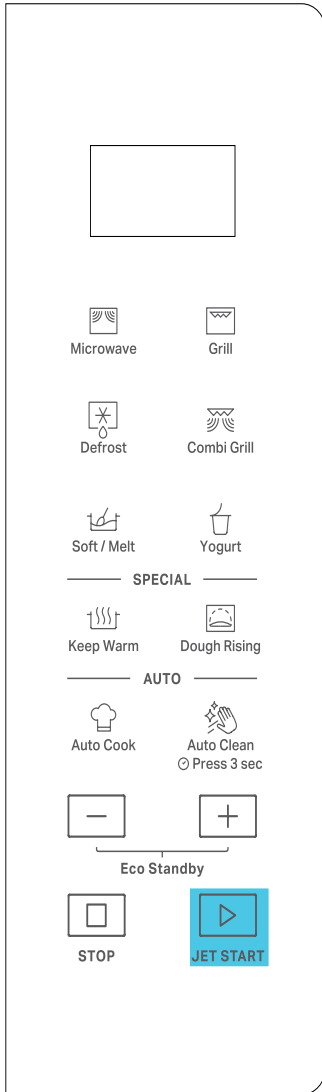 Microwave
Grill
Defrost
Combi Grill
Soft / Melt
Yogurt
SPECIAL
Keep Warm
Dough Rising
AUTO
Auto Cook
Auto Clean
Press 3 sec
Eco Standby
STOP
JET START